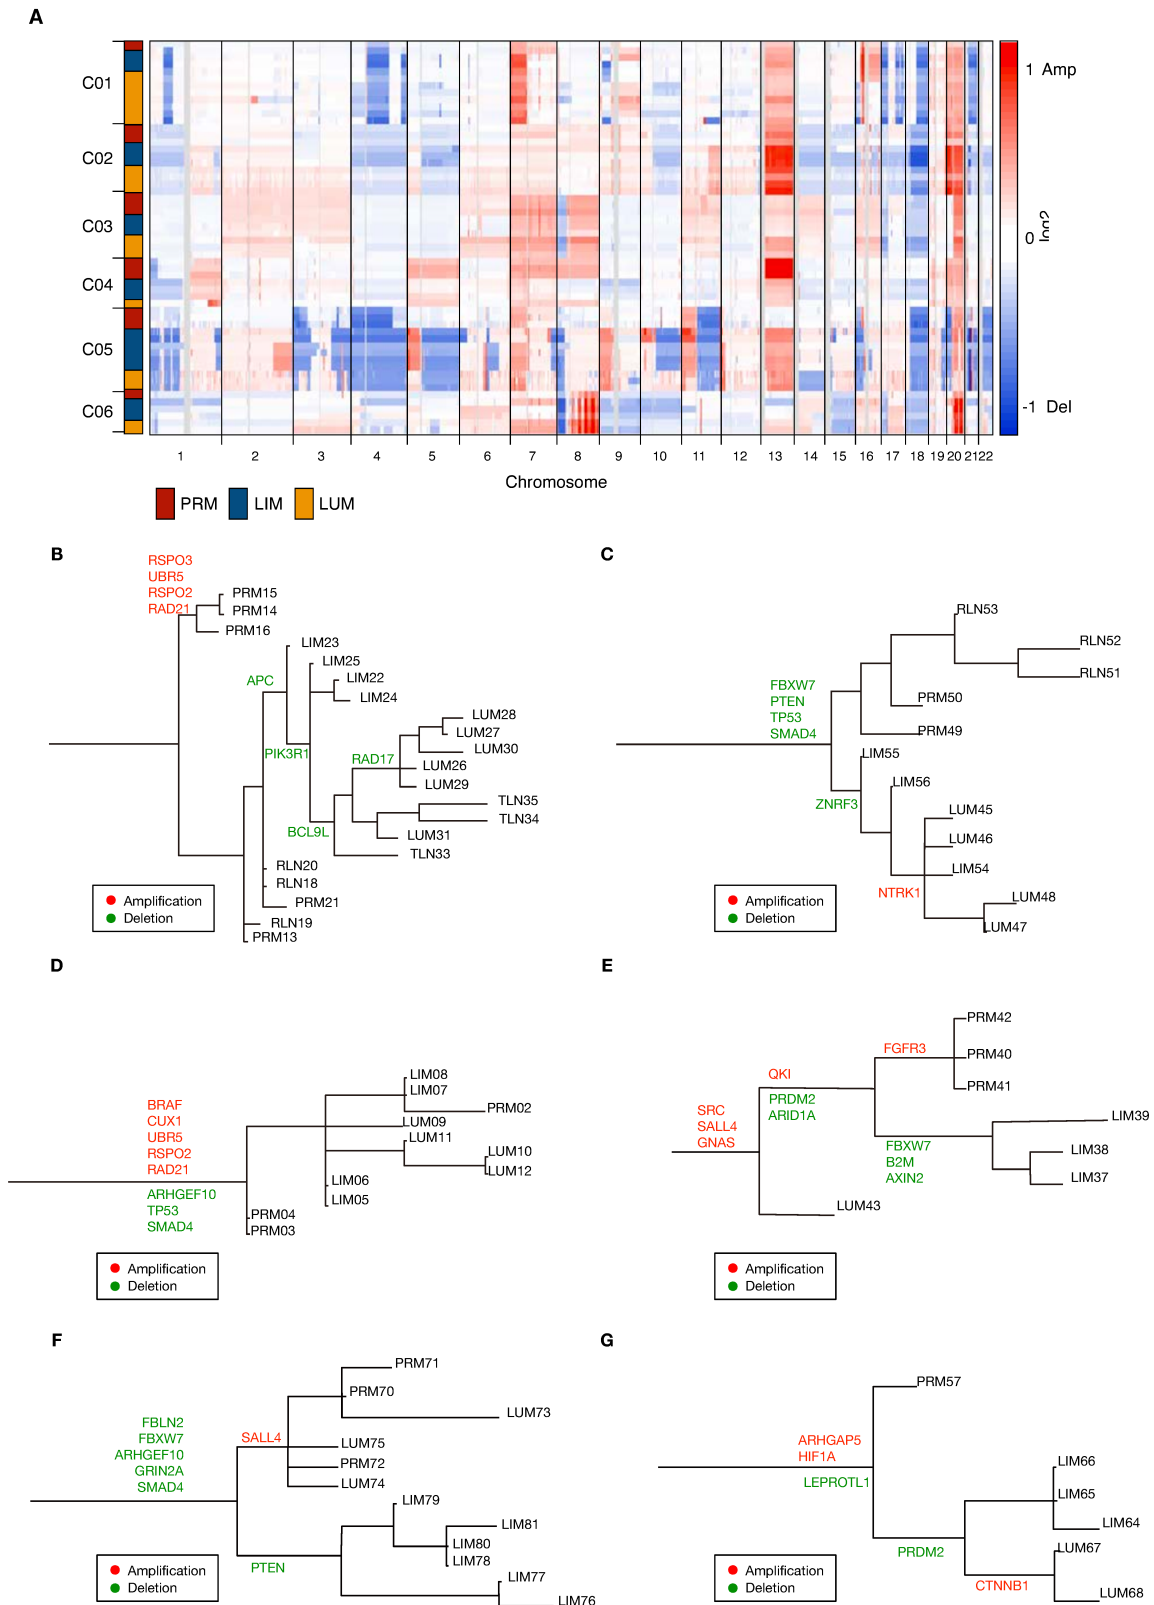 A
C01
C02
C03
C04
C05
C06
1 Amp
0
log2
-1 Del
1 2 3 4 5 6 7 8 9 10 11 12 13 14 15 16 17 18 19 20 21 22
Chromosome
PRM LIM LUM
B
RSPO3
UBR5
RSPO2
RAD21
PRM15
PRM14
PRM16
LIM23
LIM25
APC
LIM22
LIM24
LUM28
LUM27
PIK3R1
LUM30
RAD17
LUM26
LUM29
TLN35
TLN34
BCL9L
LUM31
TLN33
RLN20
RLN18
PRM21
RLN19
PRM13
Amplification
Deletion
C
RLN53
RLN52
RLN51
FBXW7
PTEN
TP53
SMAD4
PRM50
PRM49
LIM55
LIM56
ZNRF3
LUM45
LUM46
LIM54
NTRK1
LUM48
LUM47
Amplification
Deletion
D
LIM08
LIM07
BRAF
PRM02
CUX1
LUM09
UBR5
LUM11
RSPO2
LUM10
RAD21
LUM12
LIM06
ARHGEF10
LIM05
TP53
PRM04
SMAD4
PRM03
Amplification
Deletion
E
PRM42
FGFR3
PRM40
QKI
PRM41
PRDM2
ARID1A
SRC
SALL4
GNAS
LIM39
FBXW7
LIM38
B2M
AXIN2
LIM37
LUM43
Amplification
Deletion
F
PRM71
PRM70
LUM73
FBLN2
FBXW7
SALL4
LUM75
ARHGEF10
PRM72
GRIN2A
LUM74
SMAD4
LIM79
LIM81
LIM80
LIM78
PTEN
LIM77
LIM76
Amplification
Deletion
G
PRM57
ARHGAP5
HIF1A
LIM66
LEPROTL1
LIM65
LIM64
PRDM2
LUM67
CTNNB1
LUM68
Amplification
Deletion